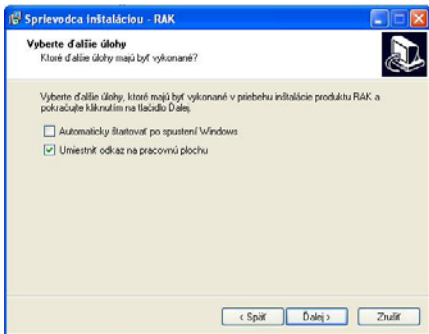 Sprievodca inštaláciou - RAK
Vyberte ďalšie úlohy
Ktoré ďalšie úlohy majú byť vykonané?
Vyberte ďalšie úlohy, ktoré majú byť vykonané v priebehu inštalácie produktu RAK a
pokračujte kliknutím na tlačidlo Ďalej.
Automaticky štartovať po spustení Windows
Umiestniť odkaz na pracovnú plochu
< Späť
Ďalej >
Zrušiť